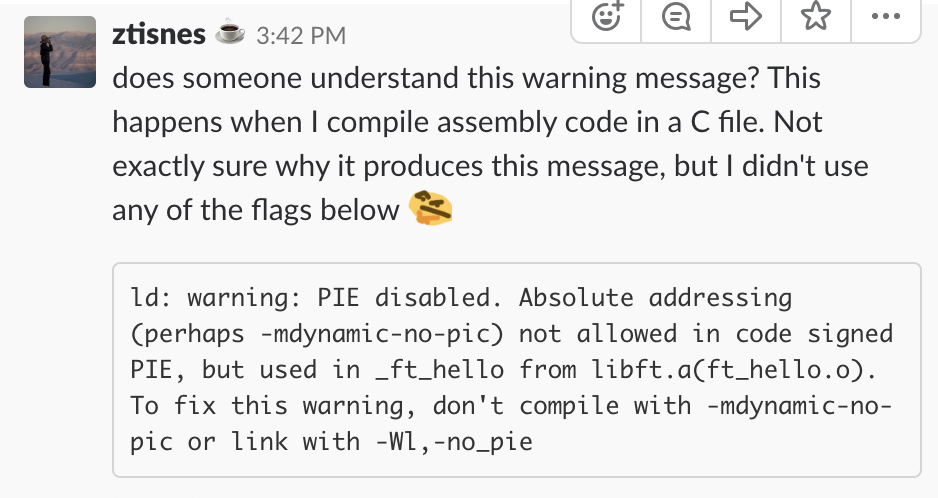 ztisnes 3:42 PM
does someone understand this warning message? This
happens when I compile assembly code in a C file. Not
exactly sure why it produces this message, but I didn't use
any of the flags below
ld: warning: PIE disabled. Absolute addressing
(perhaps -mdynamic-no-pic) not allowed in code signed
PIE, but used in _ft_hello from libft.a(ft_hello.o).
To fix this warning, don't compile with -mdynamic-no-
pic or link with -Wl,-no_pie